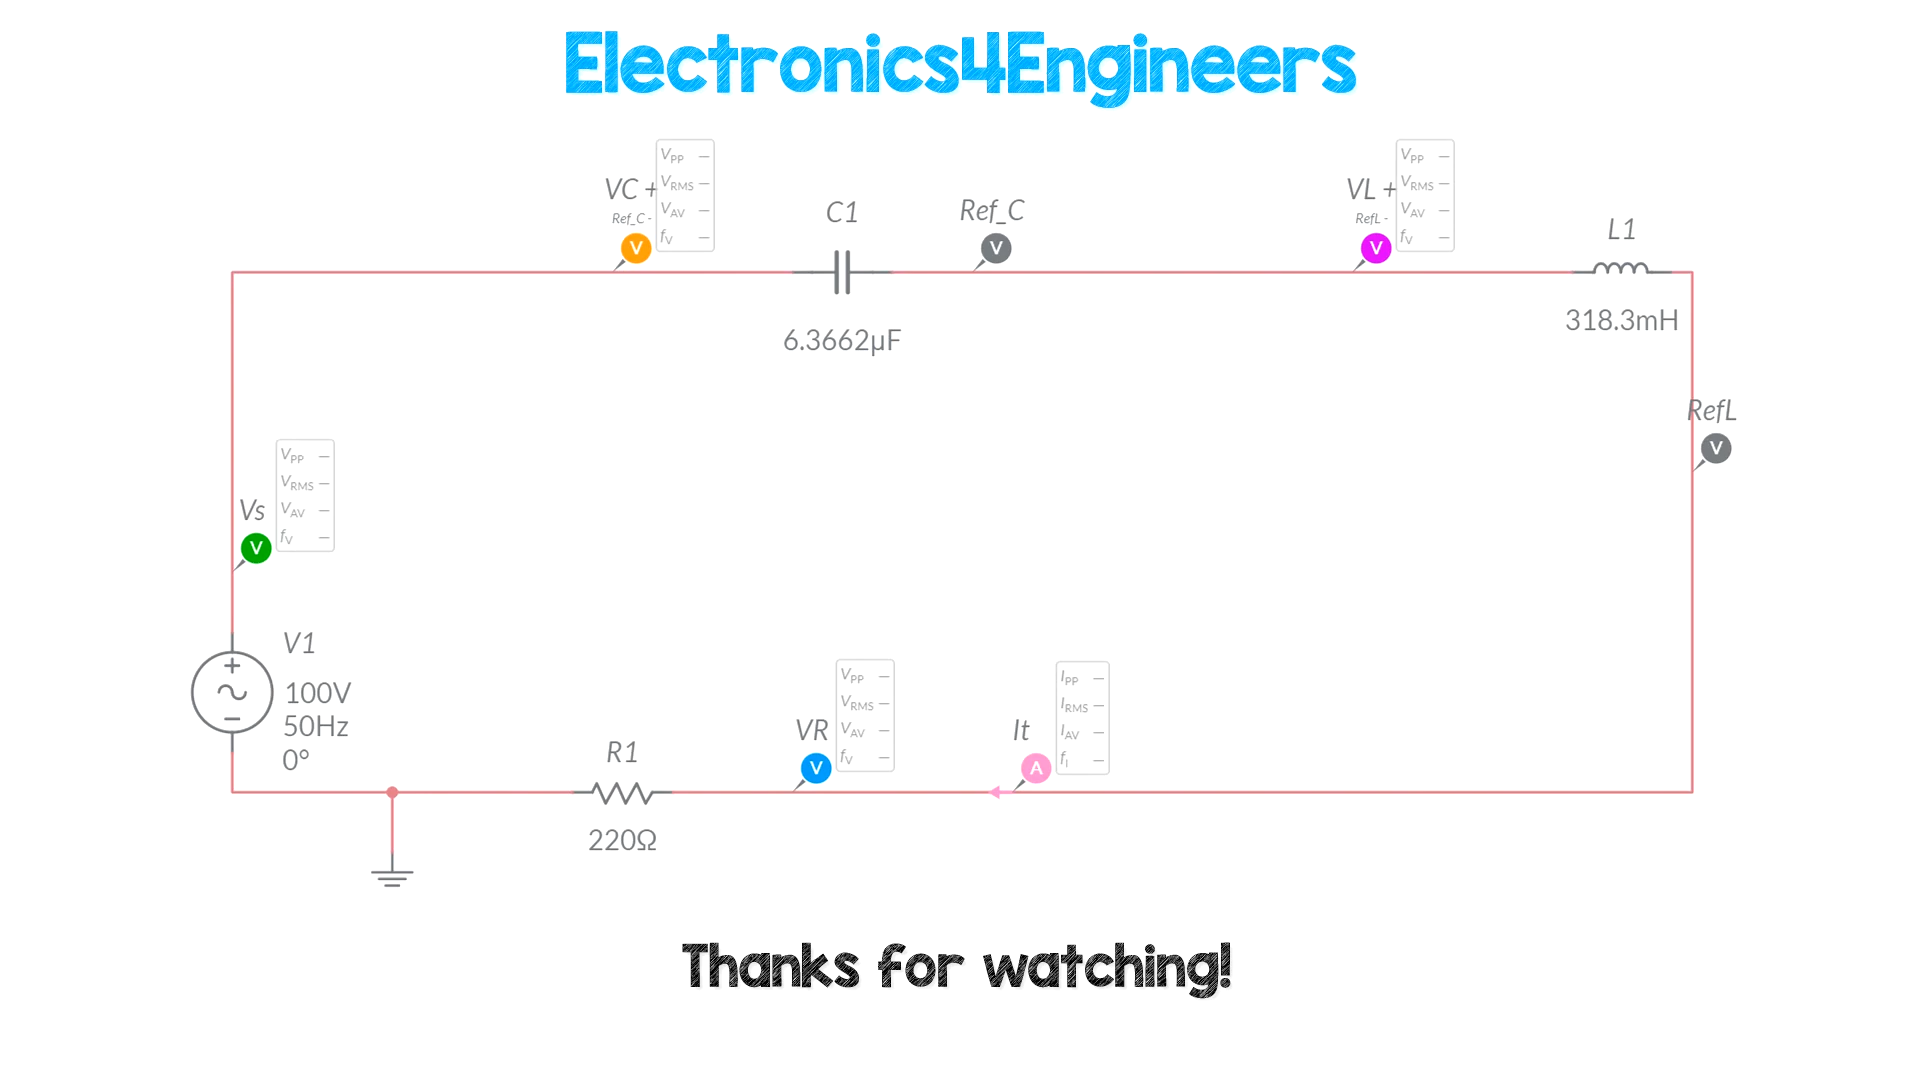 Electronics4Engineers
VC +
Ref_C -
V
VPP –
VRMS –
VAV –
fV –
C1
6.3662µF
Ref_C
V
VL +
RefL -
V
VPP –
VRMS –
VAV –
fV –
L1
318.3mH
RefL
V
Vs
V
VPP –
VRMS –
VAV –
fV –
V1
100V
50Hz
0°
R1
220Ω
VR
V
VPP –
VRMS –
VAV –
fV –
It
A
IPP –
IRMS –
IAV –
fI –
Thanks for watching!